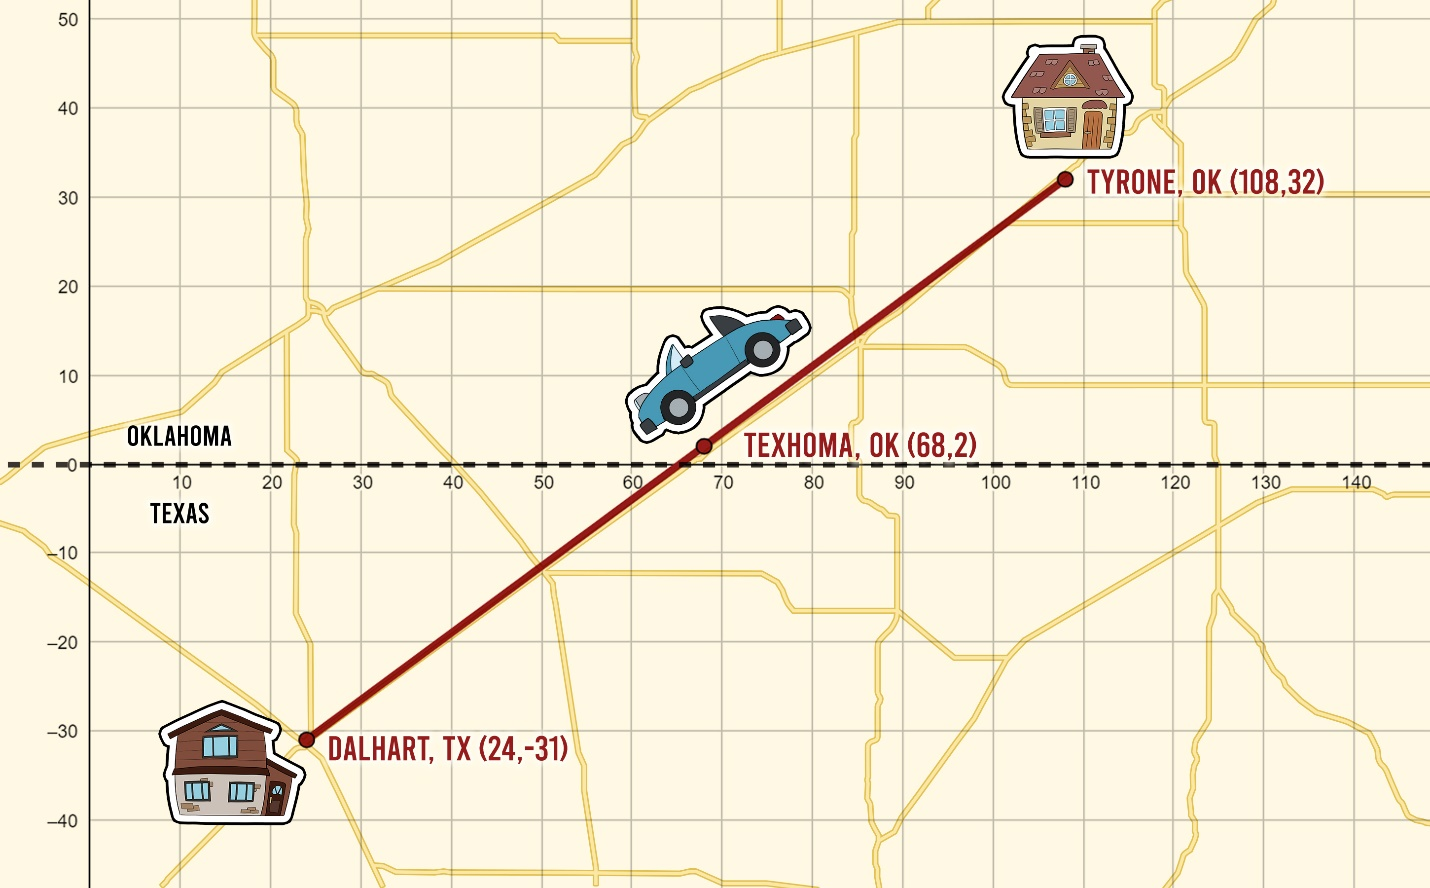 50
40
TYRONE, OK (108,32)
30
20
10
OKLAHOMA
TEXHOMA, OK (68,2)
0
10 20 30 40 50 60 70 80 90 100 110 120 130 140
TEXAS
–10
–20
–30
DALHART, TX (24,-31)
–40